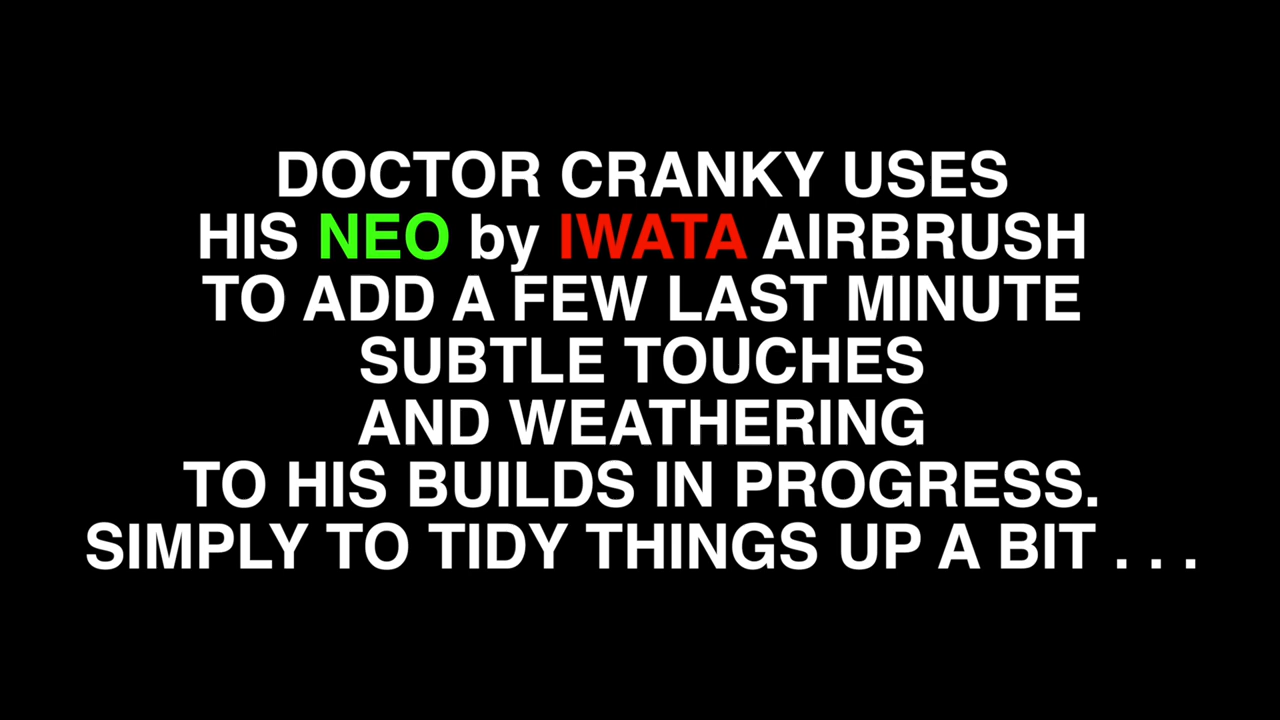 DOCTOR CRANKY USES
HIS NEO by IWATA AIRBRUSH
TO ADD A FEW LAST MINUTE
SUBTLE TOUCHES
AND WEATHERING
TO HIS BUILDS IN PROGRESS.
SIMPLY TO TIDY THINGS UP A BIT . . .